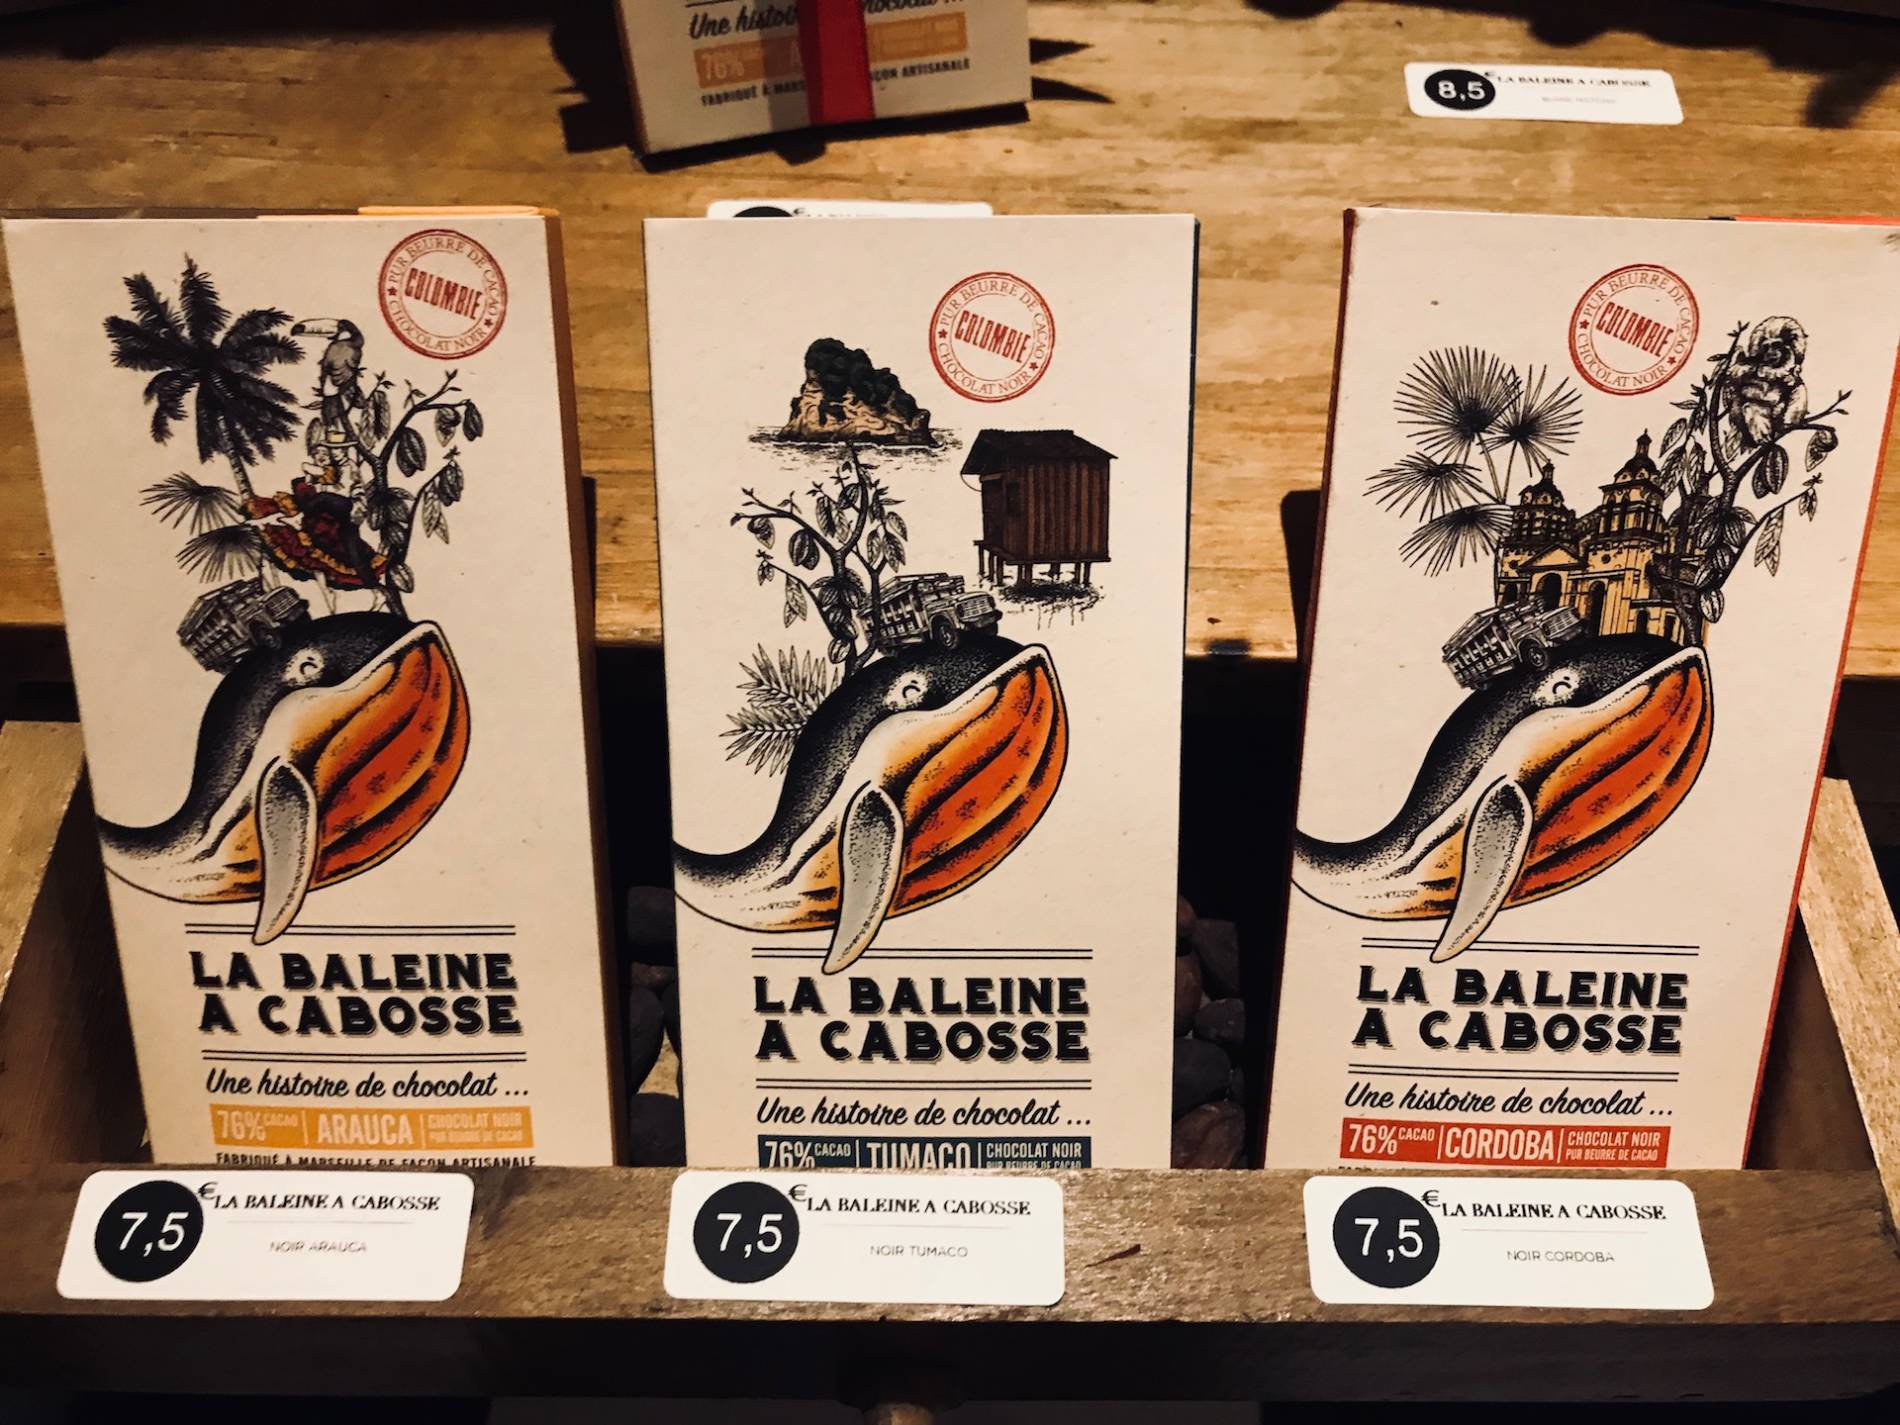 Une histoi
76%
FABRIQUÉ À MARS
ÇON ARTISANALE
8,5
€
LA BALEINE A CABOSSE
PUR BEURRE DE CACAO
COLOMBIE
CHOCOLAT NOIR
LA BALEINE
A CABOSSE
Une histoire de chocolat ...
76% CACAO | ARAUCA | CHOCOLAT NOIR
PUR BEURRE DE CACAO
FABRIQUÉ À MARSEILLE DE FAÇON ARTISANALE
PUR BEURRE DE CACAO
COLOMBIE
CHOCOLAT NOIR
LA BALEINE
A CABOSSE
Une histoire de chocolat ...
76% CACAO | TUMACO | CHOCOLAT NOIR
PUR BEURRE DE CACAO
PUR BEURRE DE CACAO
COLOMBIE
CHOCOLAT NOIR
LA BALEINE
A CABOSSE
Une histoire de chocolat ...
76% CACAO | CORDOBA | CHOCOLAT NOIR
PUR BEURRE DE CACAO
7,5
€
LA BALEINE A CABOSSE
NOIR ARAUCA
7,5
€
LA BALEINE A CABOSSE
NOIR TUMACO
7,5
€
LA BALEINE A CABOSSE
NOIR CORDOBA